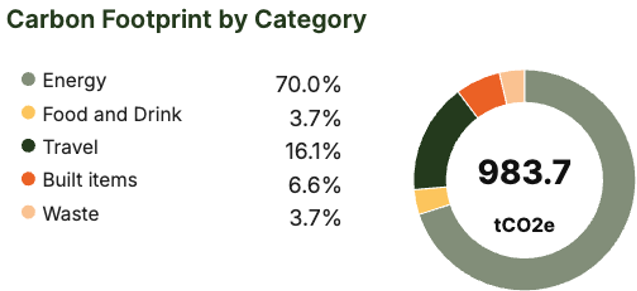 Carbon Footprint by Category
Energy 70.0%
Food and Drink 3.7%
Travel 16.1%
Built items 6.6%
Waste 3.7%
983.7
tCO2e